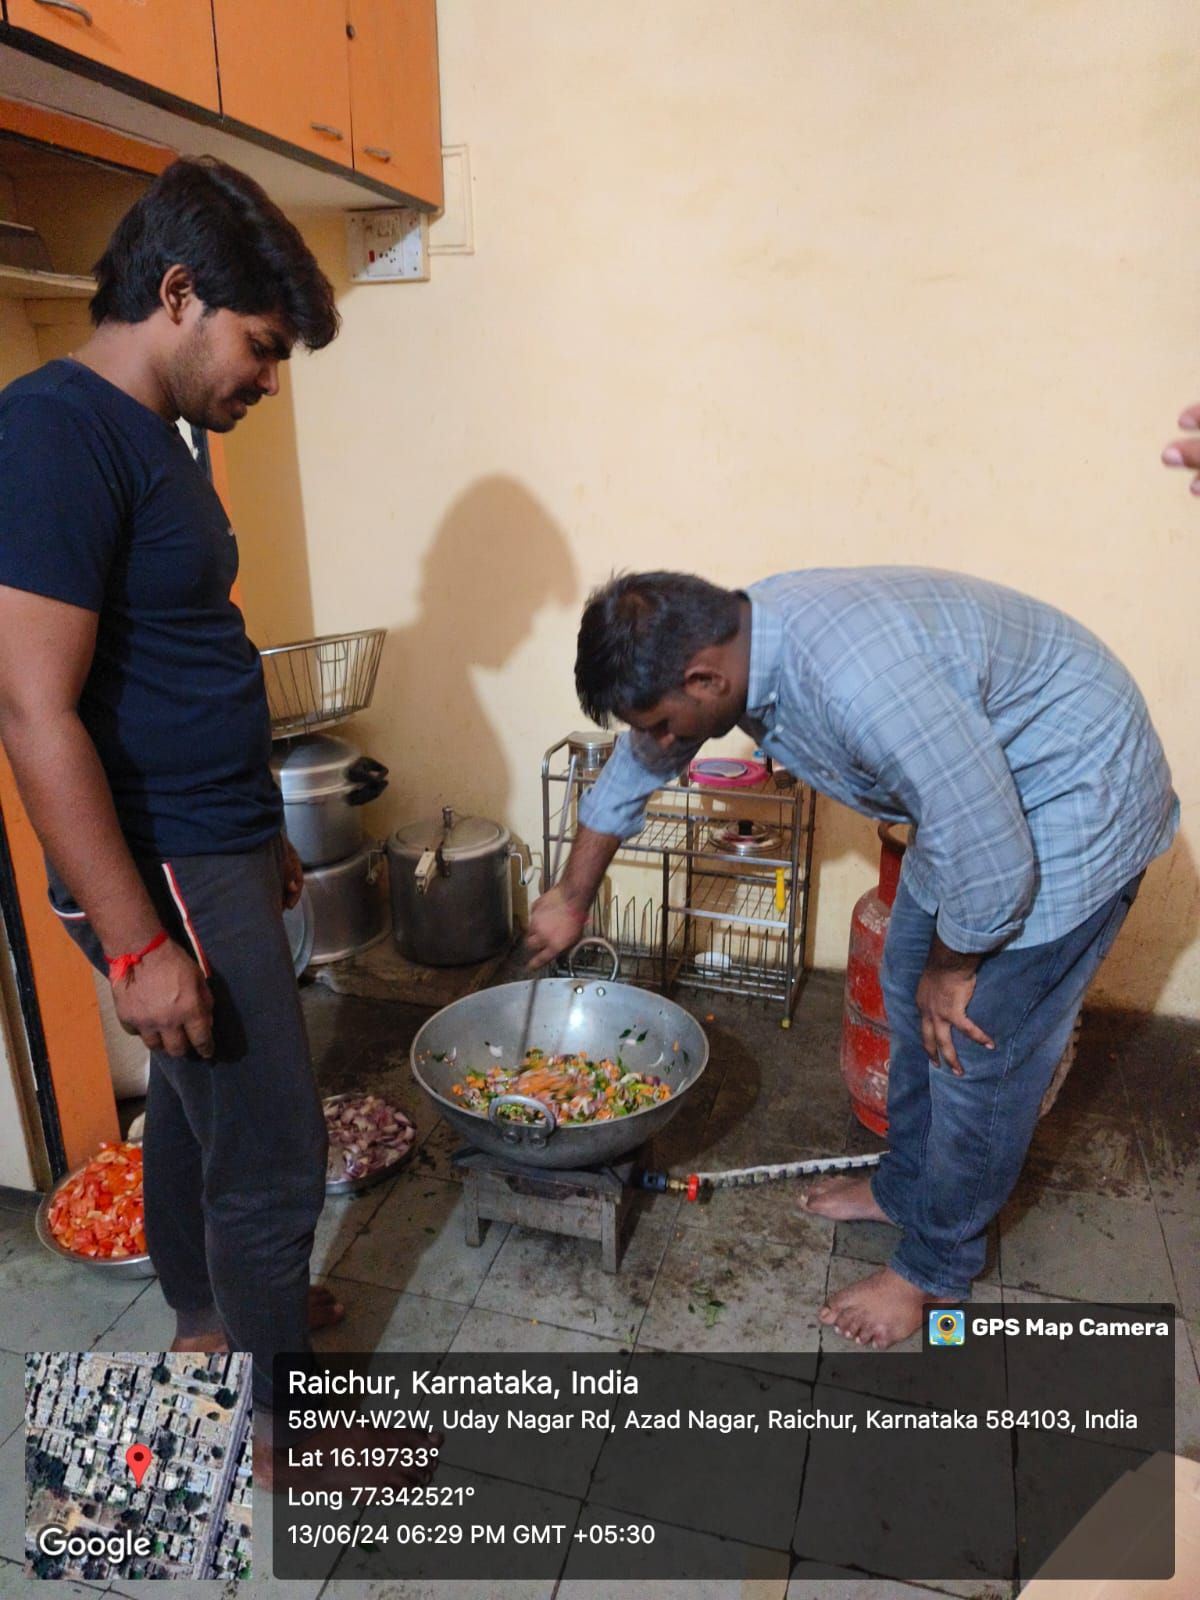 GPS Map Camera
Raichur, Karnataka, India
58WV+W2W, Uday Nagar Rd, Azad Nagar, Raichur, Karnataka 584103, India
Lat 16.19733°
Long 77.342521°
13/06/24 06:29 PM GMT +05:30
Google